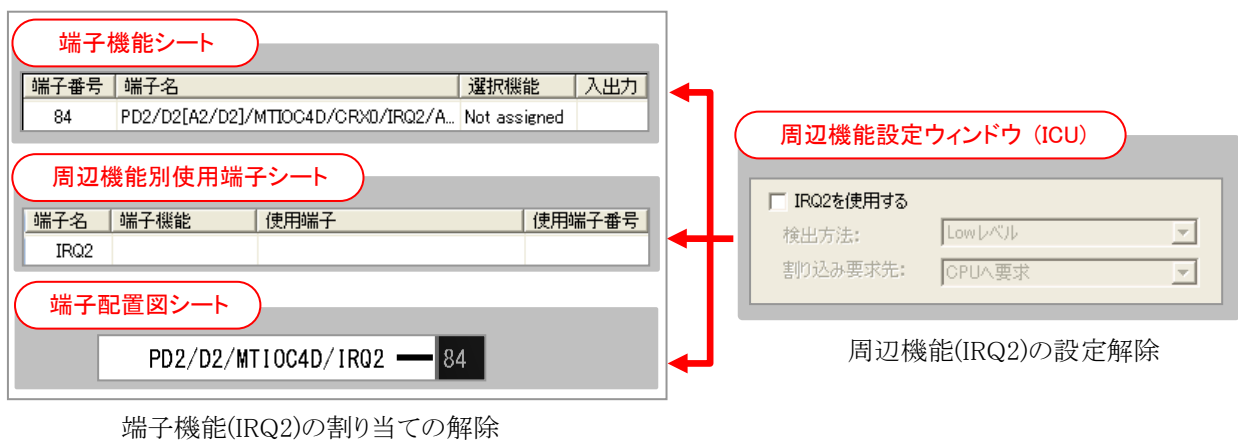 端子機能シート
端子番号 端子名 選択機能 入出力
84 PD2/D2[A2/D2]/MTIOC4D/CRX0/IRQ2/A... Not assigned
周辺機能別使用端子シート
端子名 端子機能 使用端子 使用端子番号
IRQ2
端子配置図シート
PD2/D2/MTIOC4D/IRQ2 84
端子機能(IRQ2)の割り当ての解除
周辺機能設定ウィンドウ (ICU)
IRQ2を使用する
検出方法: Lowレベル
割り込み要求先: CPUへ要求
周辺機能(IRQ2)の設定解除